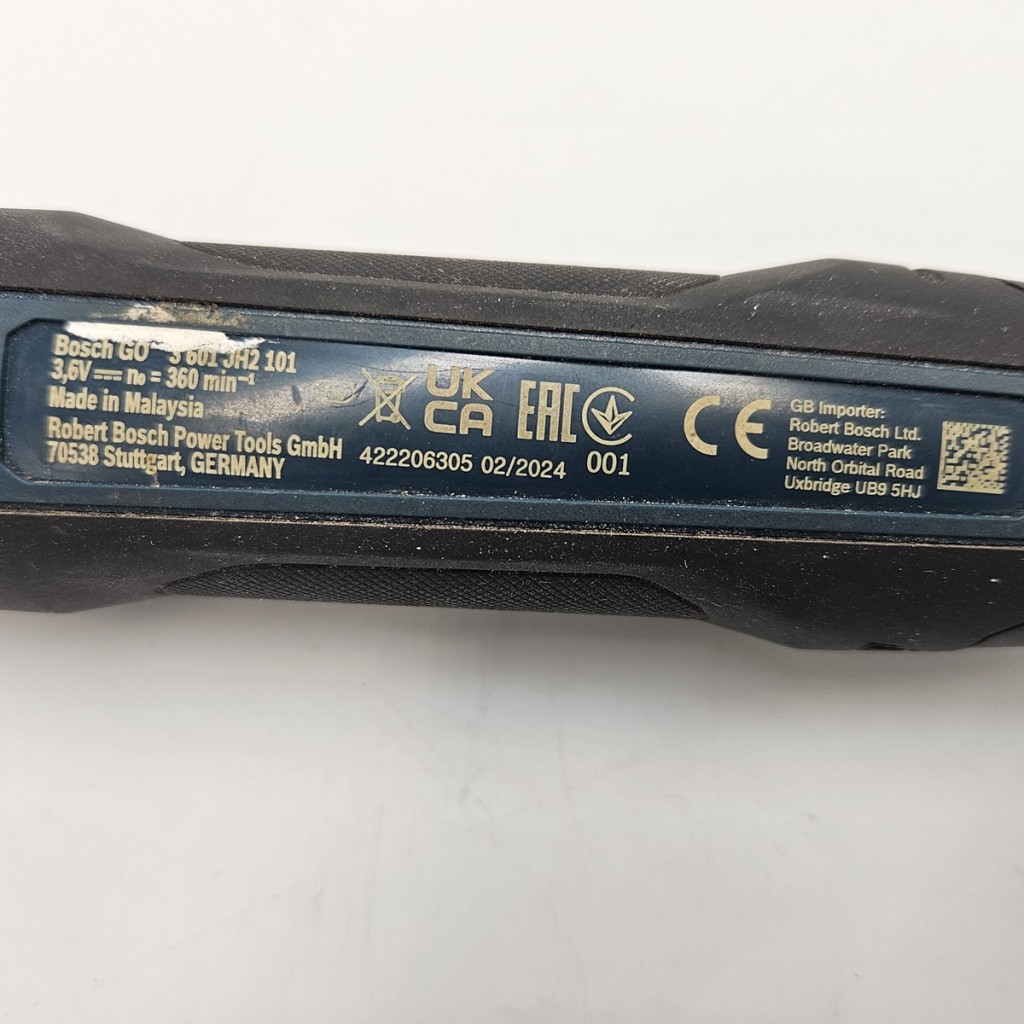 Bosch GO 3 601 JH2 101
3,6V⎓ n₀ = 360 min⁻¹
Made in Malaysia
Robert Bosch Power Tools GmbH
70538 Stuttgart, GERMANY
UK
CA
EAC
422206305 02/2024
001
CE
GB Importer:
Robert Bosch Ltd.
Broadwater Park
North Orbital Road
Uxbridge UB9 5HJ